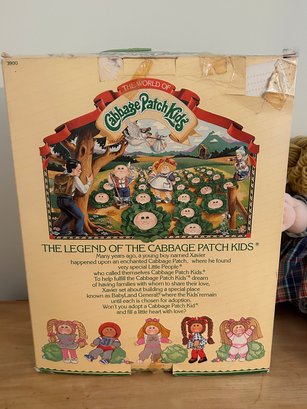 3900
THE WORLD OF
Cabbage Patch Kids
THE LEGEND OF THE CABBAGE PATCH KIDS®
Many years ago, a young boy named Xavier
happened upon an enchanted Cabbage Patch, where he found
very special Little People®
who called themselves Cabbage Patch Kids.®
To help fulfill the Cabbage Patch Kids™ dream
of having families with whom to share their love,
Xavier set about building a special place
known as BabyLand General® where the Kids remain
until each is chosen for adoption.
Won't you adopt a Cabbage Patch Kid®
and fill a little heart with love?